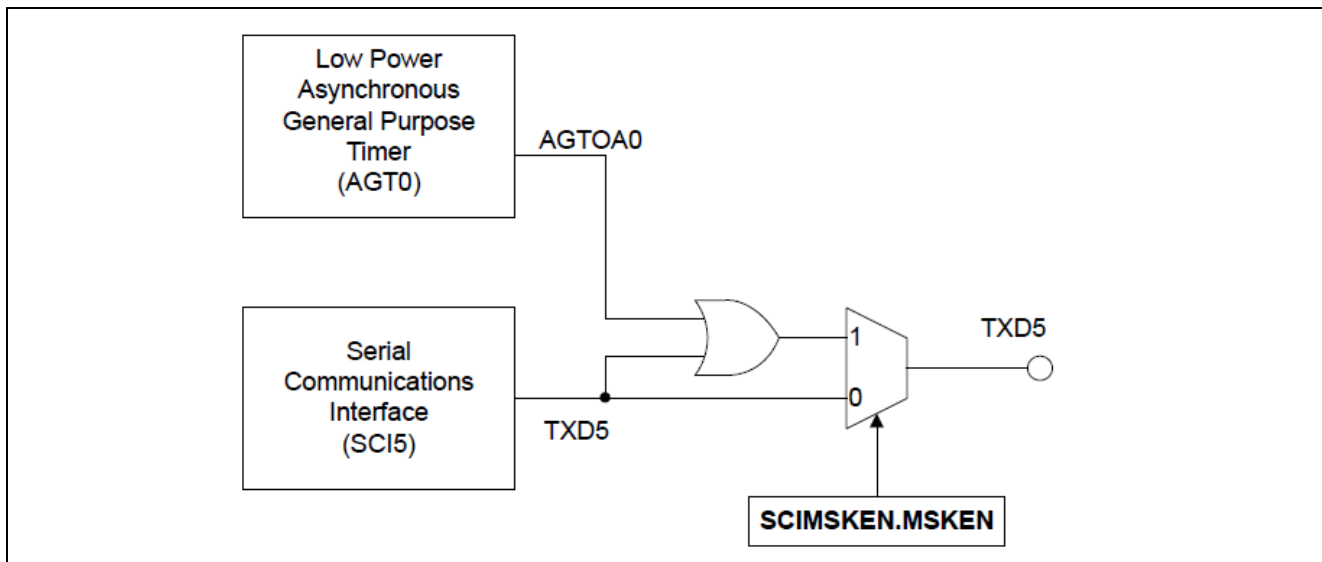 Low Power
Asynchronous
General Purpose
Timer
(AGT0)
AGTOA0
Serial
Communications
Interface
(SCI5)
TXD5
1
0
TXD5
SCIMSKEN.MSKEN